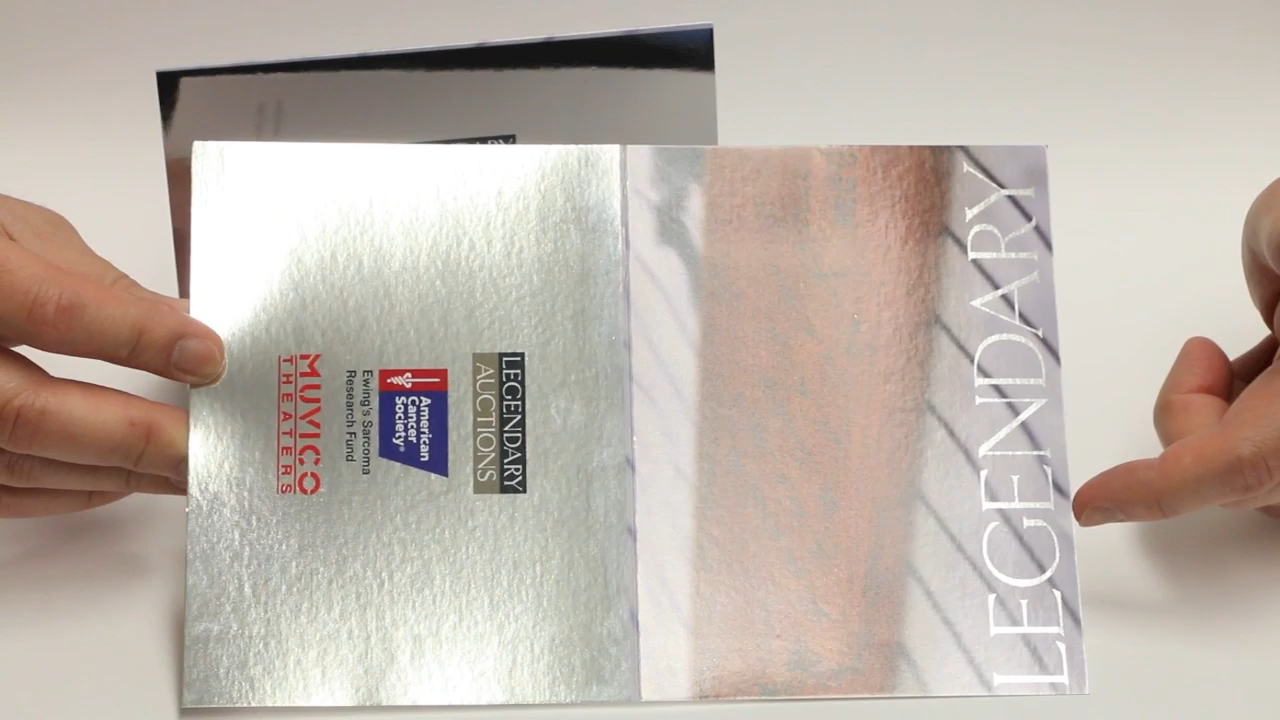 LEGENDARY
AUCTIONS
American
Cancer
Society®
Ewing's Sarcoma
Research Fund
MUVICO
THEATERS
LEGENDARY